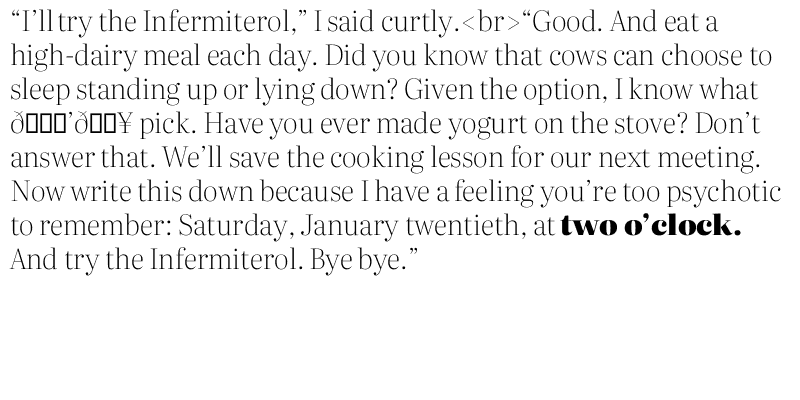 “I’ll try the Infermiterol,” I said curtly.<br>“Good. And eat a
high-dairy meal each day. Did you know that cows can choose to
sleep standing up or lying down? Given the option, I know what
pick. Have you ever made yogurt on the stove? Don’t
answer that. We’ll save the cooking lesson for our next meeting.
Now write this down because I have a feeling you’re too psychotic
to remember: Saturday, January twentieth, at two o’clock.
And try the Infermiterol. Bye bye.”